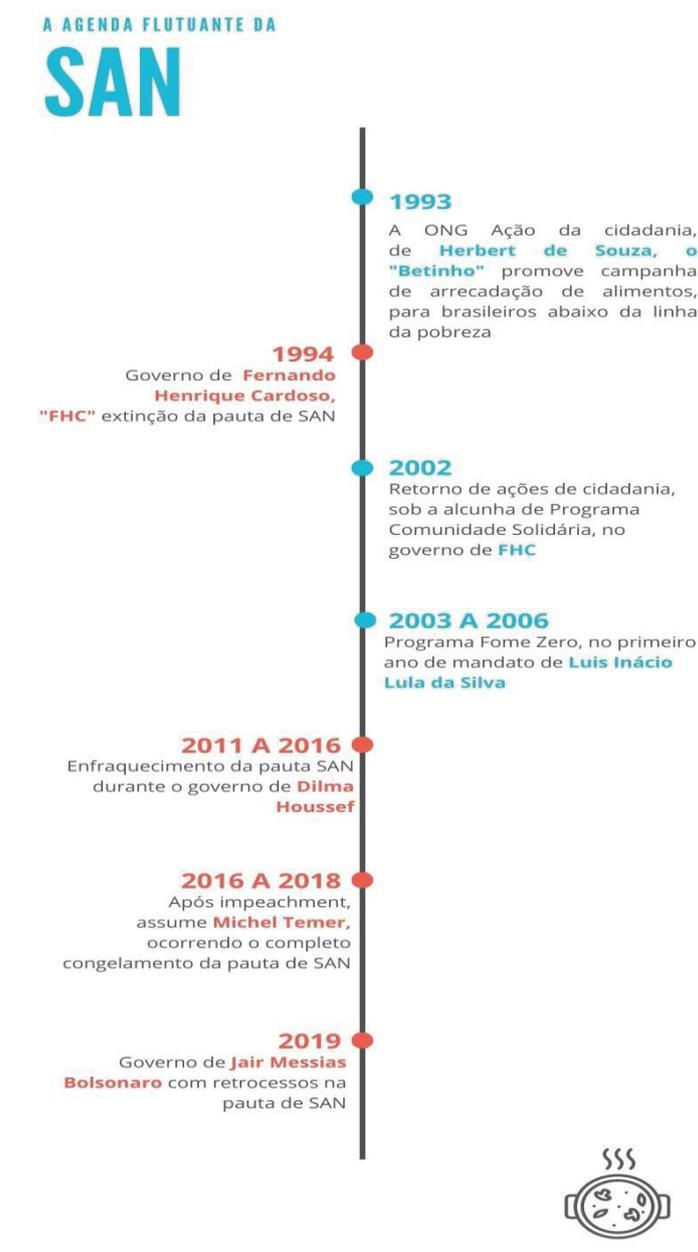 A AGENDA FLUTUANTE DA
SAN
1993
A ONG Ação da cidadania,
de Herbert de Souza, o
"Betinho" promove campanha
de arrecadação de alimentos,
para brasileiros abaixo da linha
da pobreza
1994
Governo de Fernando
Henrique Cardoso,
"FHC" extinção da pauta de SAN
2002
Retorno de ações de cidadania,
sob a alcunha de Programa
Comunidade Solidária, no
governo de FHC
2003 A 2006
Programa Fome Zero, no primeiro
ano de mandato de Luis Inácio
Lula da Silva
2011 A 2016
Enfraquecimento da pauta SAN
durante o governo de Dilma
Houssef
2016 A 2018
Após impeachment,
assume Michel Temer,
ocorrendo o completo
congelamento da pauta de SAN
2019
Governo de Jair Messias
Bolsonaro com retrocessos na
pauta de SAN